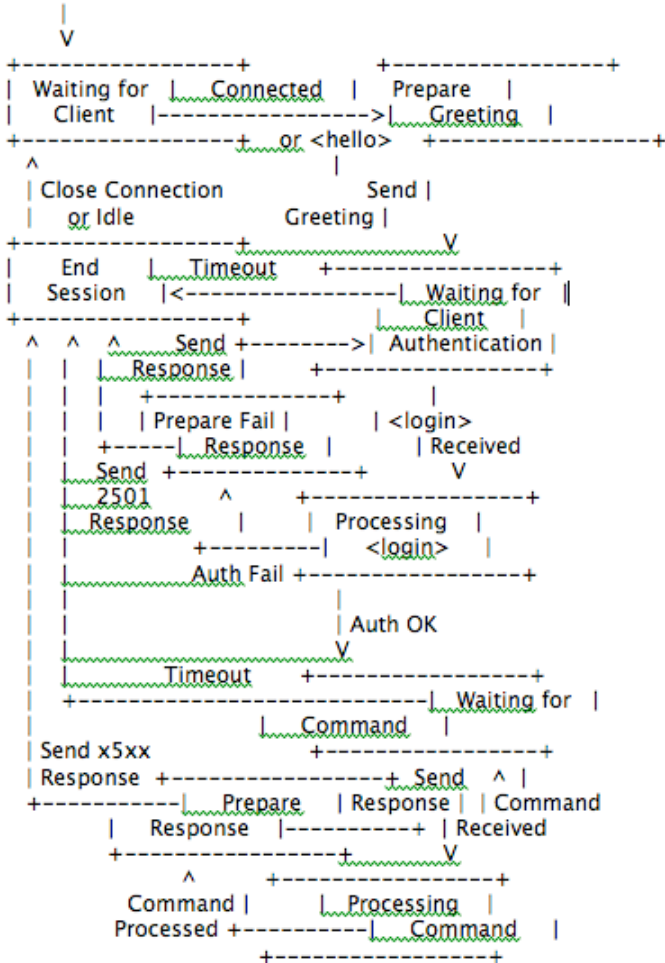 |
V
+-----------------+ +-----------------+
| Waiting for | Connected | Prepare |
| Client |----------------->| Greeting |
+-----------------+ or <hello> +-----------------+
^ |
| Close Connection Send |
| or Idle Greeting |
+-----------------+ V
| End | Timeout +-----------------+
| Session |<-----------------| Waiting for |
+-----------------+ | Client |
^ ^ ^ Send +-------->| Authentication |
| | | Response | +-----------------+
| | | +--------------+ |
| | | | Prepare Fail | | <login>
| | +-----| Response | | Received
| | Send +--------------+ V
| | 2501 ^ +-----------------+
| | Response | | Processing |
| | +---------| <login> |
| | Auth Fail +-----------------+
| | |
| | | Auth OK
| | V
| | Timeout +-----------------+
| +--------------------------| Waiting for |
| | Command |
| Send x5xx +-----------------+
| Response +-----------------+ Send ^ |
+-----------| Prepare | Response | | Command
| Response |----------+ | Received
+-----------------+ V
^ +-----------------+
Command | | Processing |
Processed +----------| Command |
+-----------------+